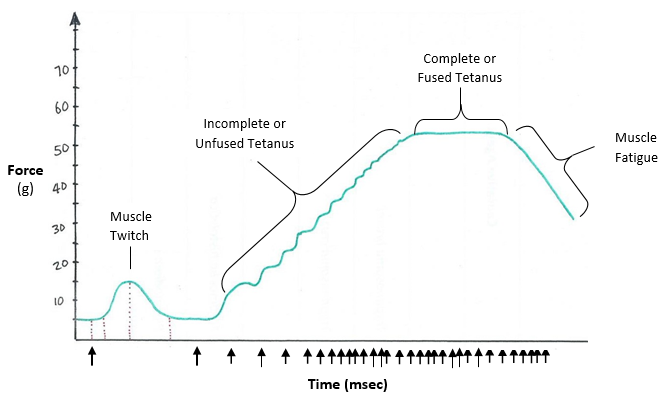 70
60
50
40
30
20
10
Force
(g)
Muscle
Twitch
Incomplete or
Unfused Tetanus
Complete or
Fused Tetanus
Muscle
Fatigue
Time (msec)